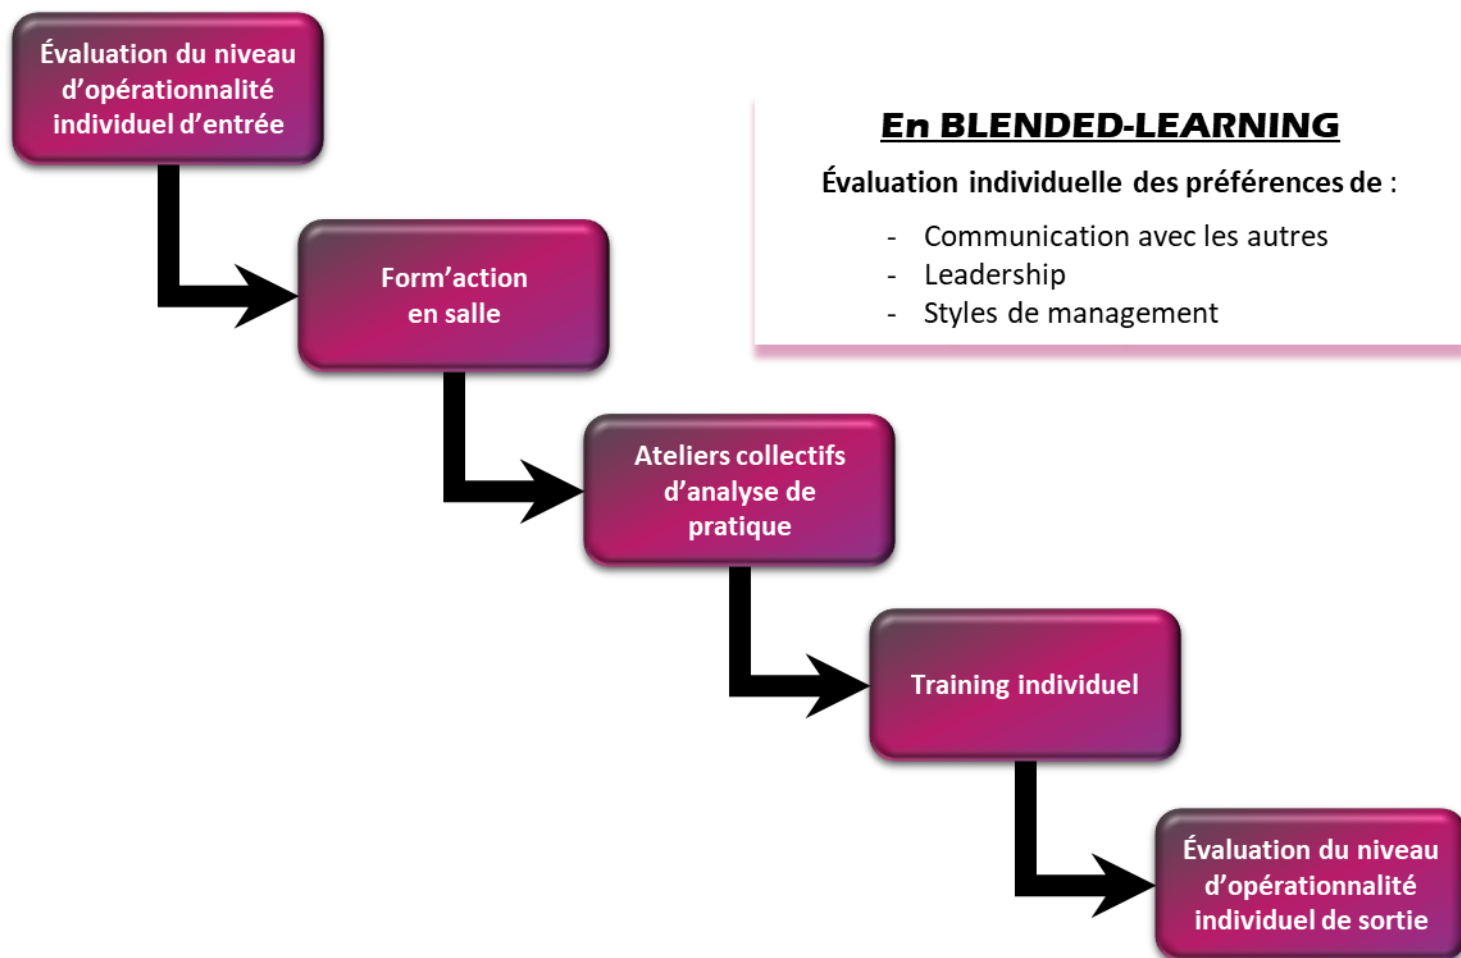 Évaluation du niveau
d’opérationnalité
individuel d’entrée
En BLENDED-LEARNING
Évaluation individuelle des préférences de :
- Communication avec les autres
- Leadership
- Styles de management
Form’action
en salle
Ateliers collectifs
d’analyse de
pratique
Training individuel
Évaluation du niveau
d’opérationnalité
individuel de sortie